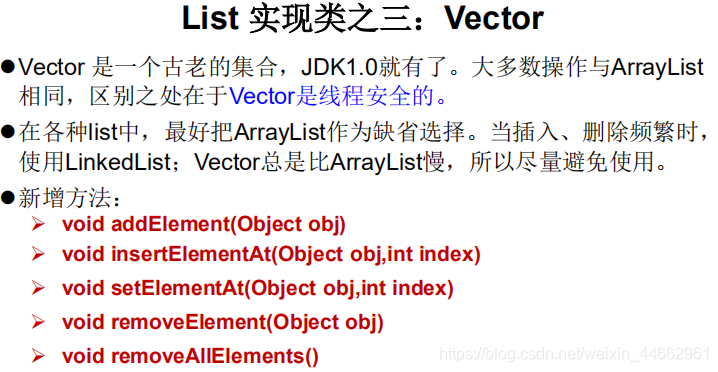 List 实现类之三：Vector
●Vector 是一个古老的集合，JDK1.0就有了。大多数操作与ArrayList
相同，区别之处在于Vector是线程安全的。
●在各种list中，最好把ArrayList作为缺省选择。当插入、删除频繁时，
使用LinkedList；Vector总是比ArrayList慢，所以尽量避免使用。
●新增方法：
➢ void addElement(Object obj)
➢ void insertElementAt(Object obj,int index)
➢ void setElementAt(Object obj,int index)
➢ void removeElement(Object obj)
➢ void removeAllElements()
https://blog.csdn.net/weixin_44662961